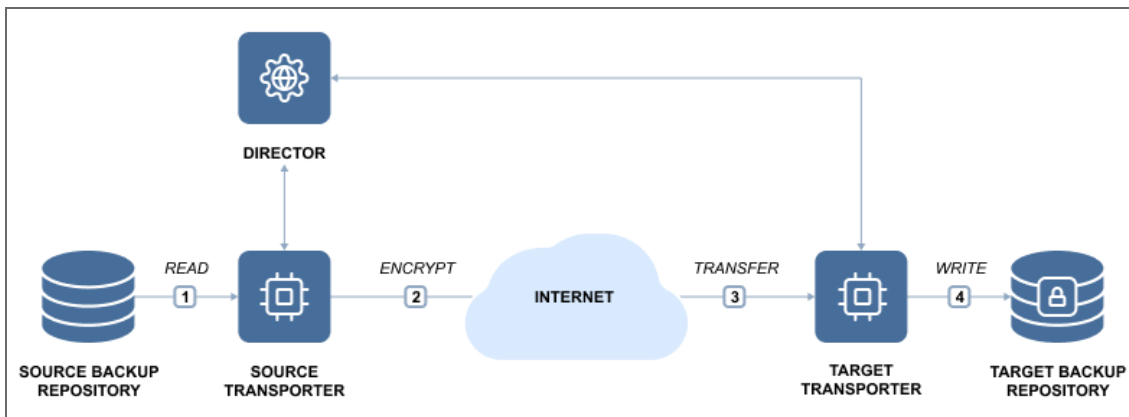 DIRECTOR
READ
1
ENCRYPT
2
INTERNET
TRANSFER
3
WRITE
4
SOURCE BACKUP
REPOSITORY
SOURCE
TRANSPORTER
TARGET
TRANSPORTER
TARGET BACKUP
REPOSITORY